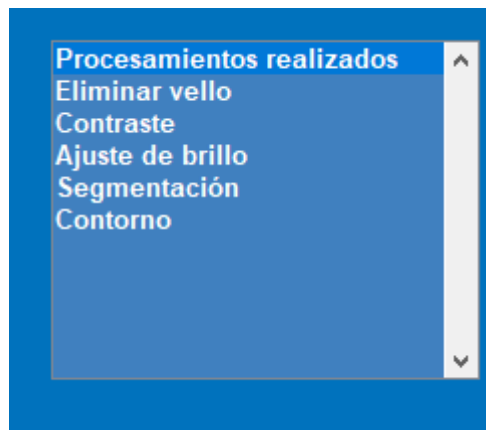 Procesamientos realizados
Eliminar vello
Contraste
Ajuste de brillo
Segmentación
Contorno